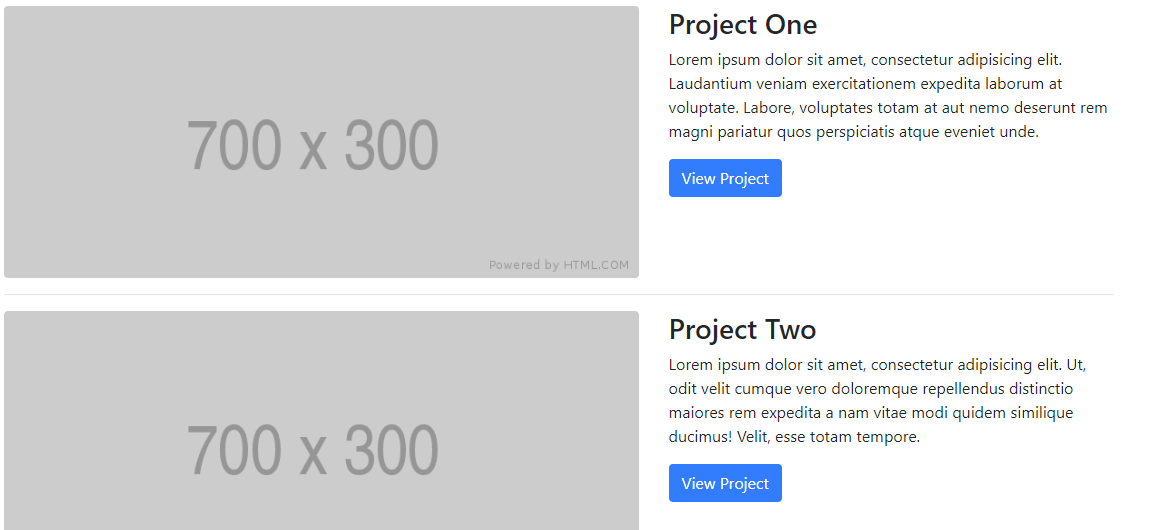 700 x 300
Powered by HTML.COM
Project One
Lorem ipsum dolor sit amet, consectetur adipisicing elit.
Laudantium veniam exercitationem expedita laborum at
voluptate. Labore, voluptates totam at aut nemo deserunt rem
magni pariatur quos perspiciatis atque eveniet unde.
View Project
700 x 300
Project Two
Lorem ipsum dolor sit amet, consectetur adipisicing elit. Ut,
odit velit cumque vero doloremque repellendus distinctio
maiores rem expedita a nam vitae modi quidem similique
ducimus! Velit, esse totam tempore.
View Project